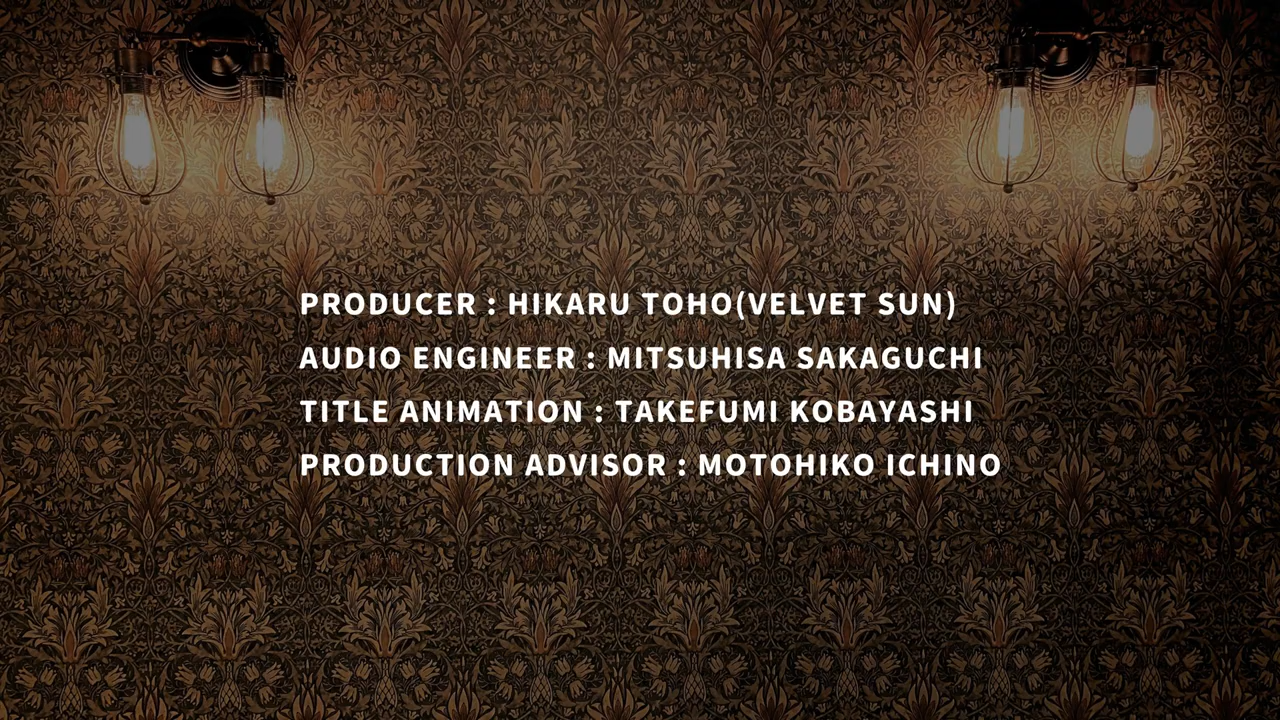 PRODUCER : HIKARU TOHO(VELVET SUN)
AUDIO ENGINEER : MITSUHISA SAKAGUCHI
TITLE ANIMATION : TAKEFUMI KOBAYASHI
PRODUCTION ADVISOR : MOTOHIKO ICHINO